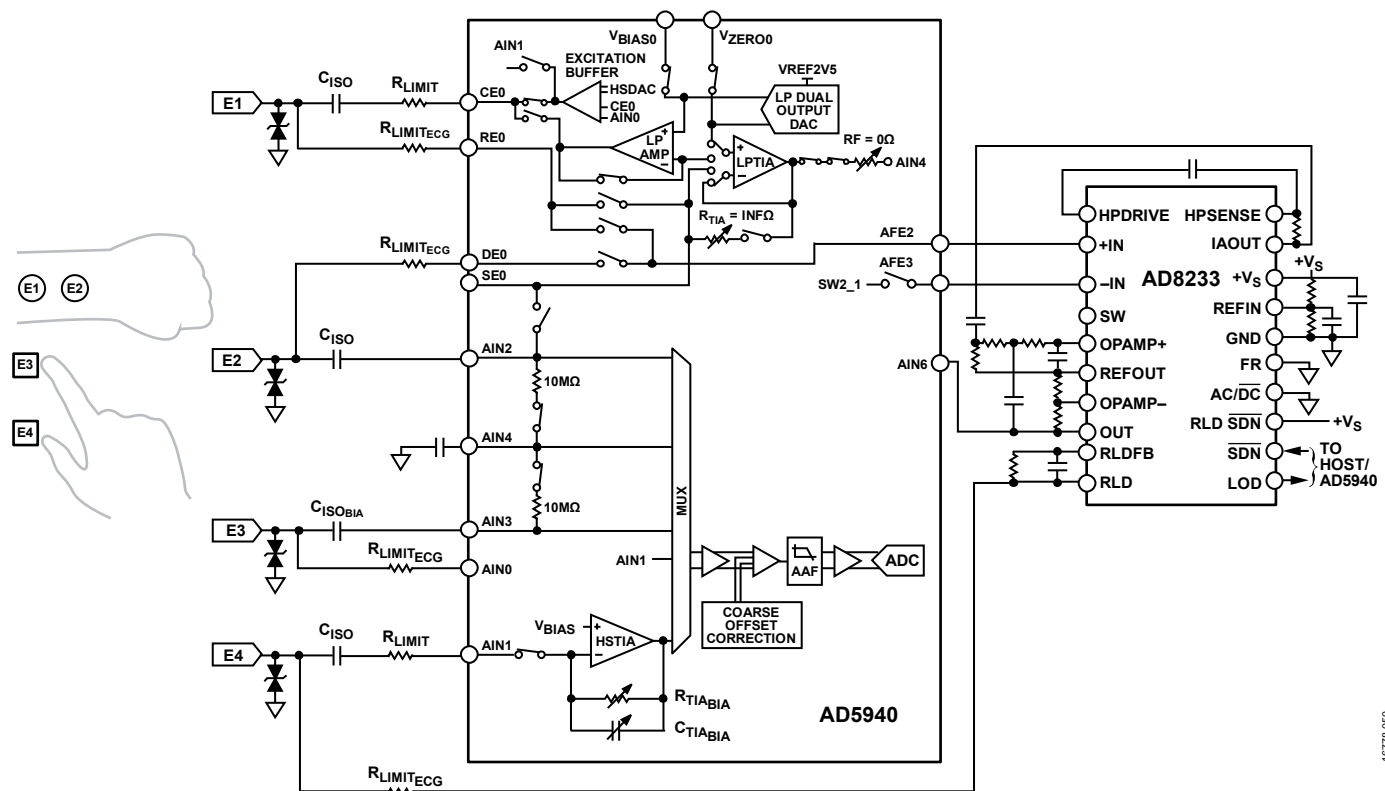 VBIAS0
VZERO0
AIN1
EXCITATION
BUFFER
HSDAC
CE0
AIN0
VREF2V5
LP DUAL
OUTPUT
DAC
E1
CISO
RLIMIT
CE0
RLIMITECG
RE0
LP
AMP
+
–
+
–
LPTIA
RF = 0Ω
AIN4
RTIA = INFΩ
RLIMITECG
DE0
SE0
AFE2
AFE3
SW2_1
E1
E2
E3
E4
E2
CISO
AIN2
AIN6
10MΩ
AIN4
10MΩ
MUX
E3
CISOBIA
AIN3
RLIMITECG
AIN0
AIN1
AAF
ADC
COARSE
OFFSET
CORRECTION
E4
CISO
RLIMIT
AIN1
VBIAS
+
–
HSTIA
RTIABIA
CTIABIA
AD5940
RLIMITECG
HPDRIVE
HPSENSE
+IN
IAOUT
–IN
AD8233
+VS
+VS
SW
REFIN
OPAMP+
GND
REFOUT
FR
OPAMP–
AC/DC
OUT
RLD SDN
+VS
RLDFB
SDN
TO
HOST/
AD5940
RLD
LOD